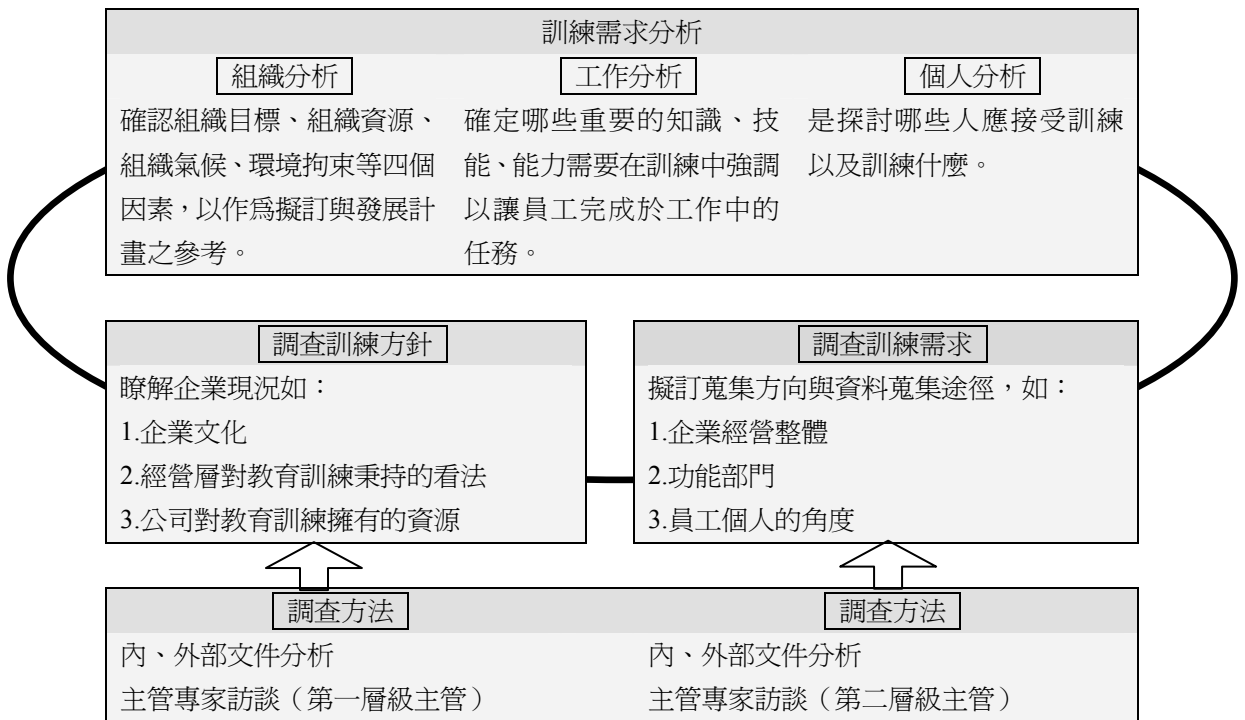 訓練需求分析
組織分析
確認組織目標、組織資源、
組織氣候、環境拘束等四個
因素，以作為擬訂與發展計
畫之參考。
工作分析
確定哪些重要的知識、技
能、能力需要在訓練中強調
以讓員工完成於工作中的
任務。
個人分析
是探討哪些人應接受訓練
以及訓練什麼。
調查訓練方針
瞭解企業現況如：
1.企業文化
2.經營層對教育訓練秉持的看法
3.公司對教育訓練擁有的資源
調查訓練需求
擬訂蒐集方向與資料蒐集途徑，如：
1.企業經營整體
2.功能部門
3.員工個人的角度
調查方法
內、外部文件分析
主管專家訪談（第一層級主管）
調查方法
內、外部文件分析
主管專家訪談（第二層級主管）